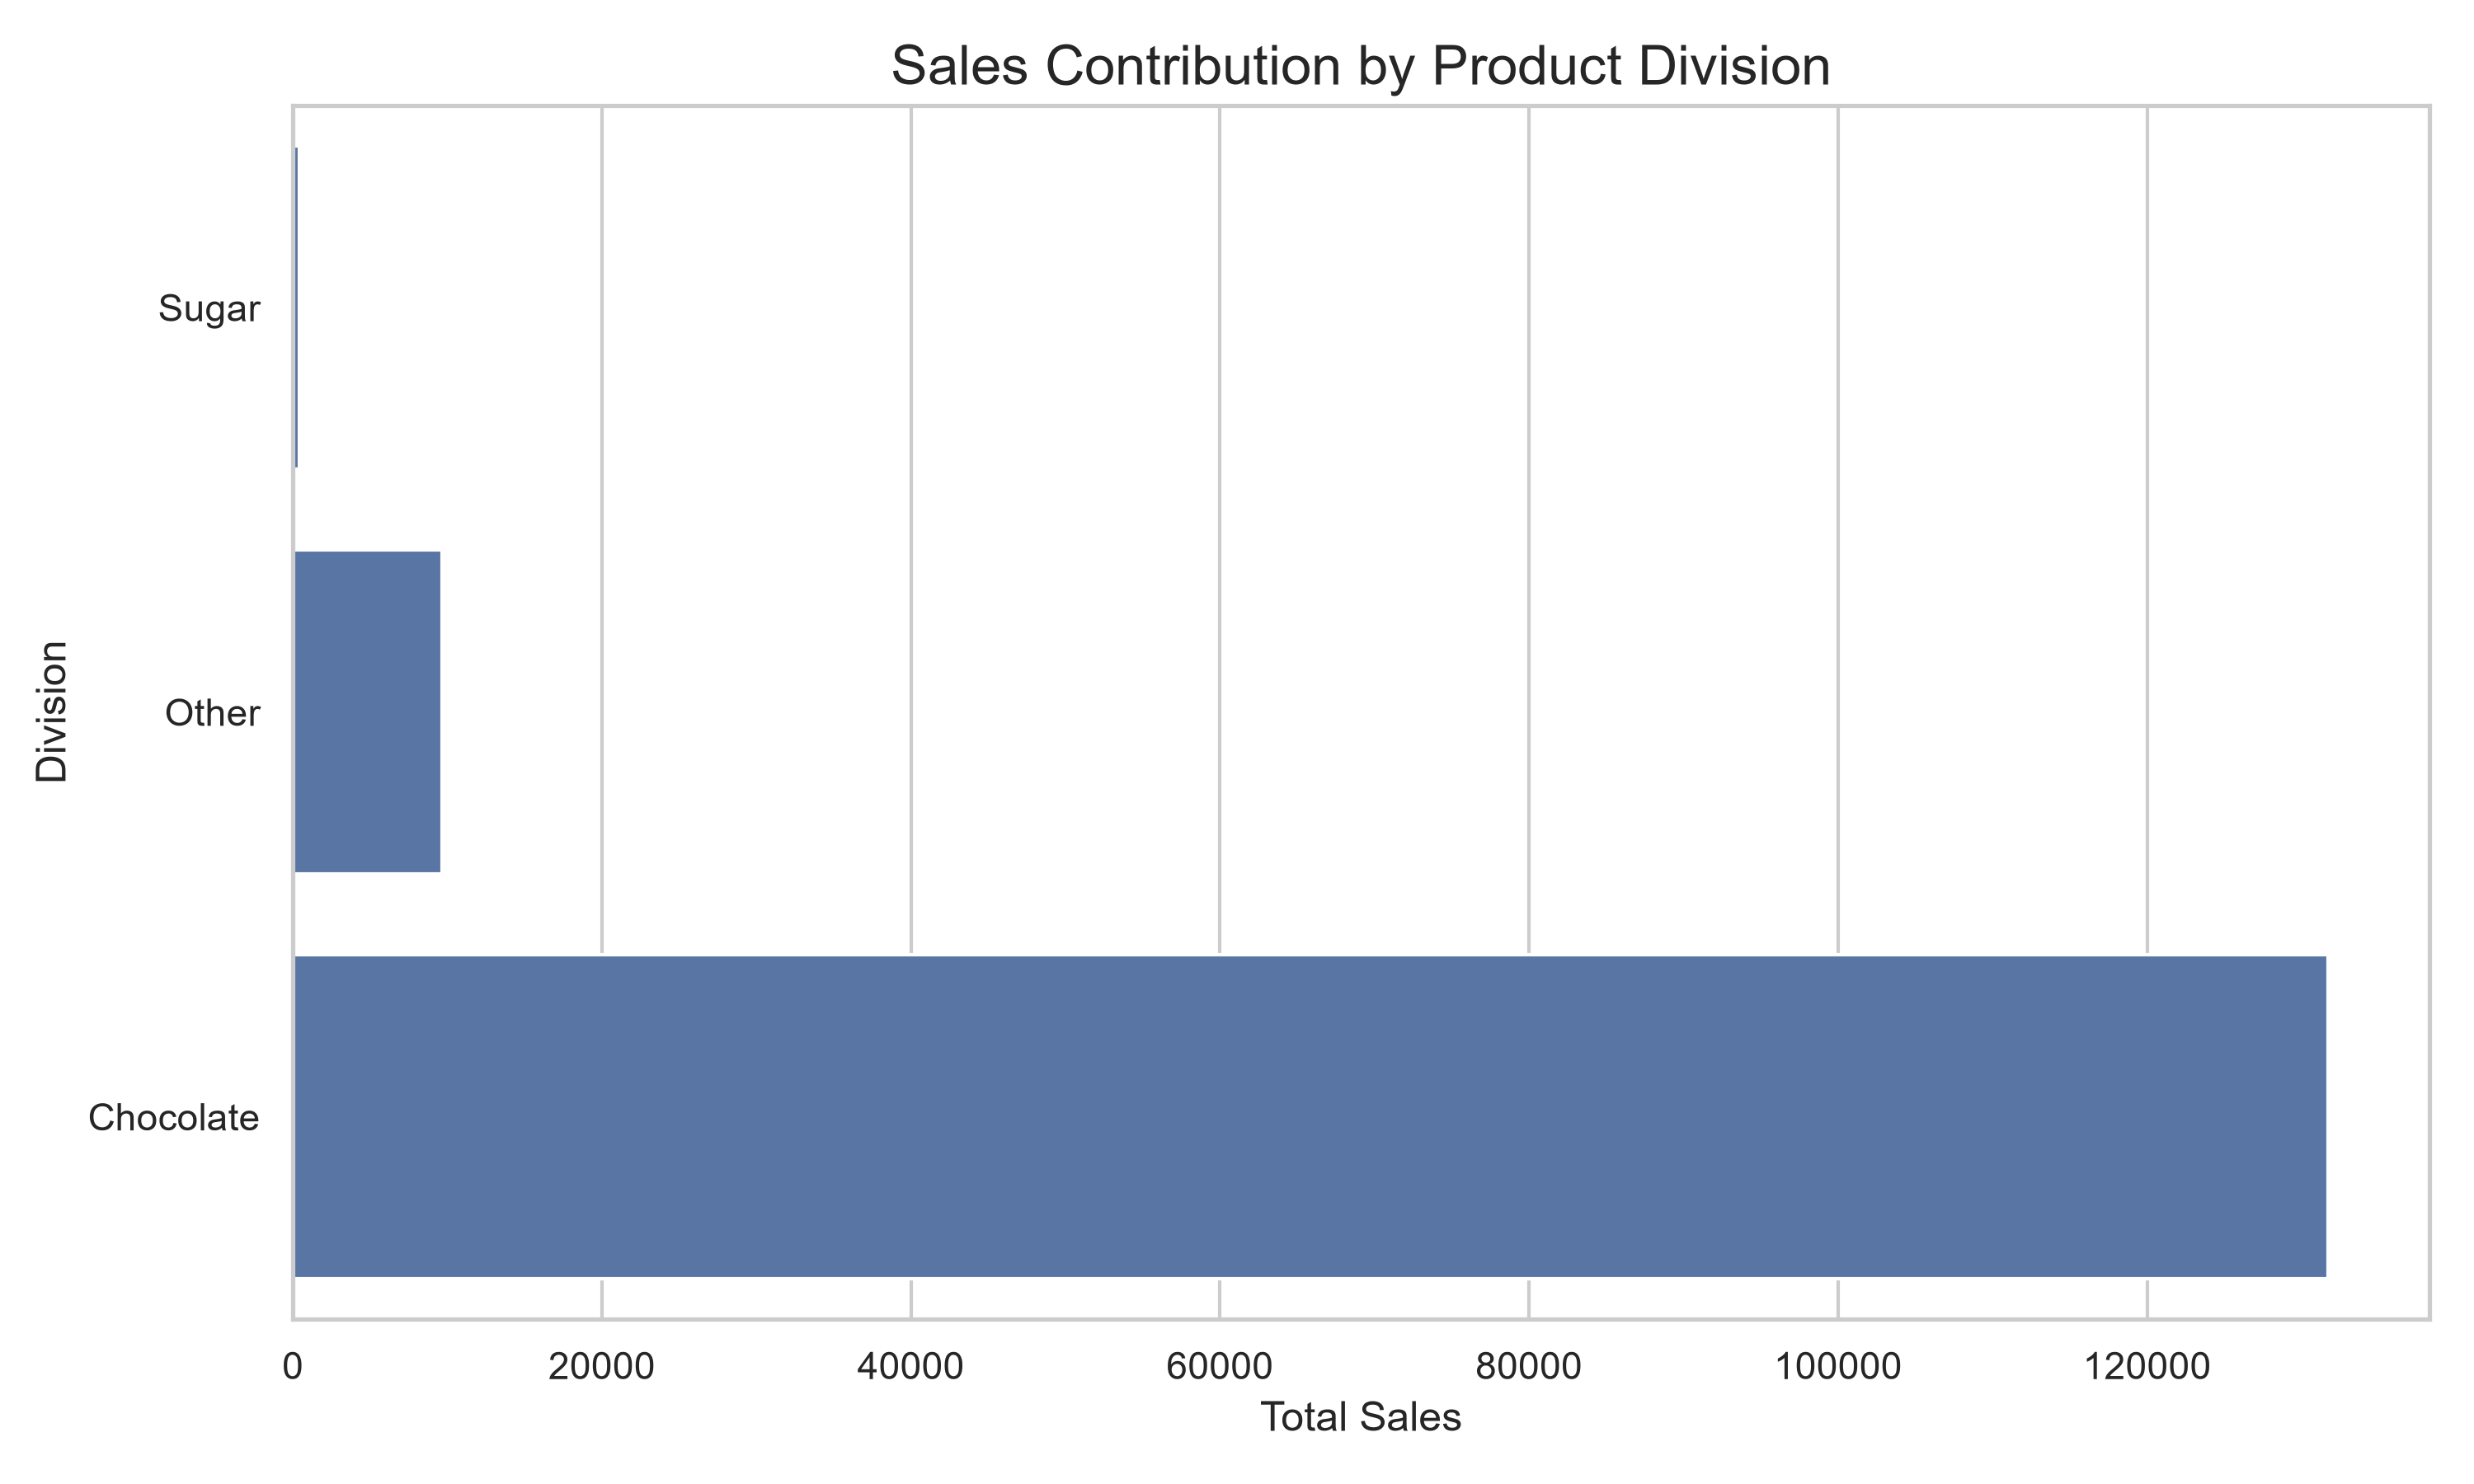 Sales Contribution by Product Division
Sugar
Other
Chocolate
Division
0 20000 40000 60000 80000 100000 120000
Total Sales